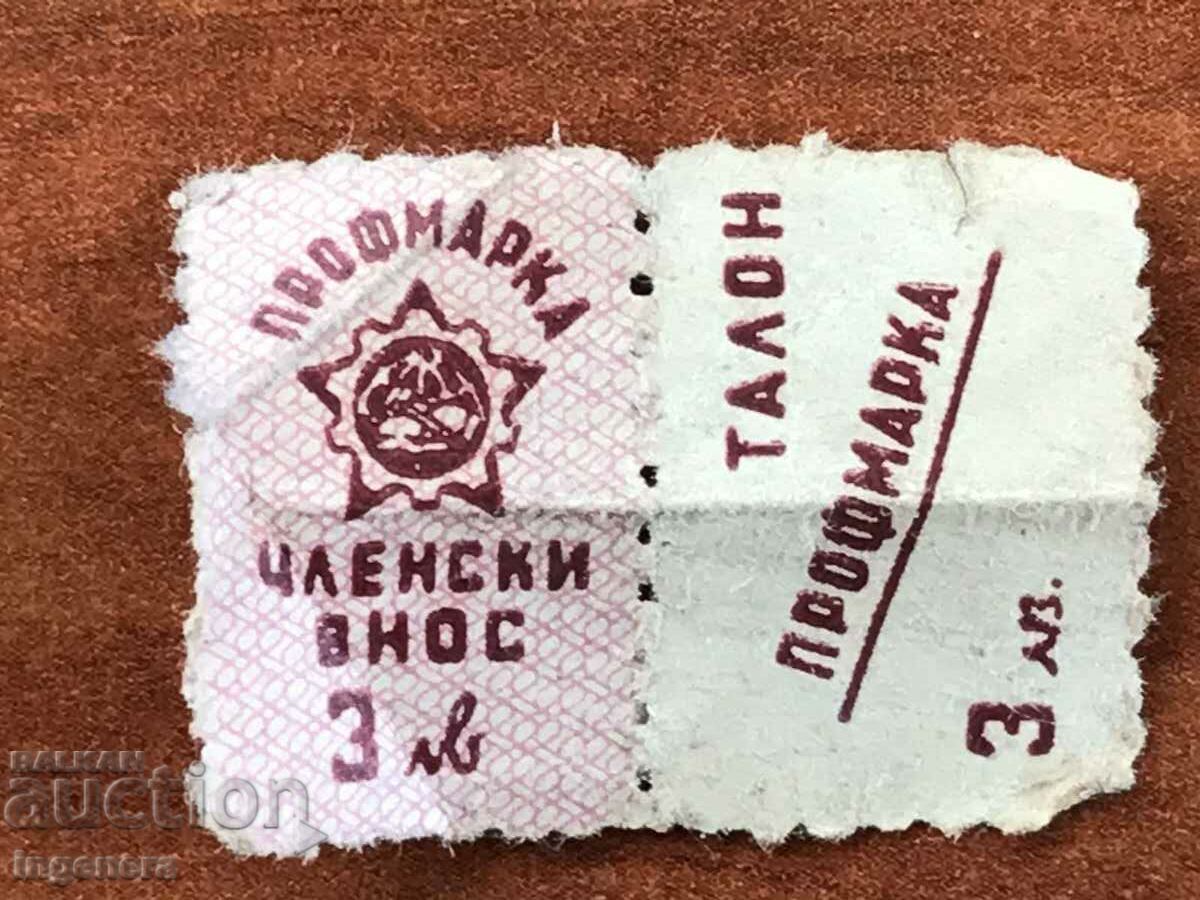 ПРОФМАРКА
ЧЛЕНСКИ
ВНОС
3 лв
ТАЛОН
ПРОФМАРКА
3 лв.
BALKAN
auction
ingenera